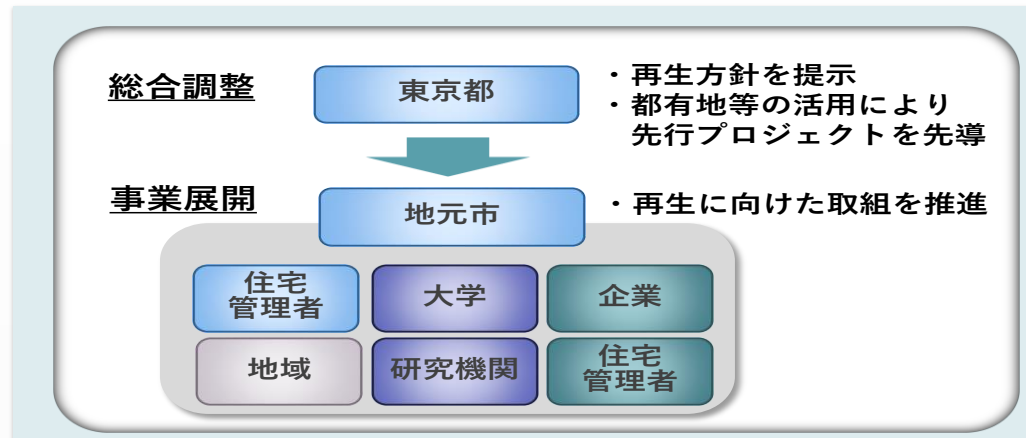 総合調整
東京都
・再生方針を提示
・都有地等の活用により
先行プロジェクトを先導
事業展開
地元市
・再生に向けた取組を推進
住宅
管理者
大学
企業
地域
研究機関
住宅
管理者